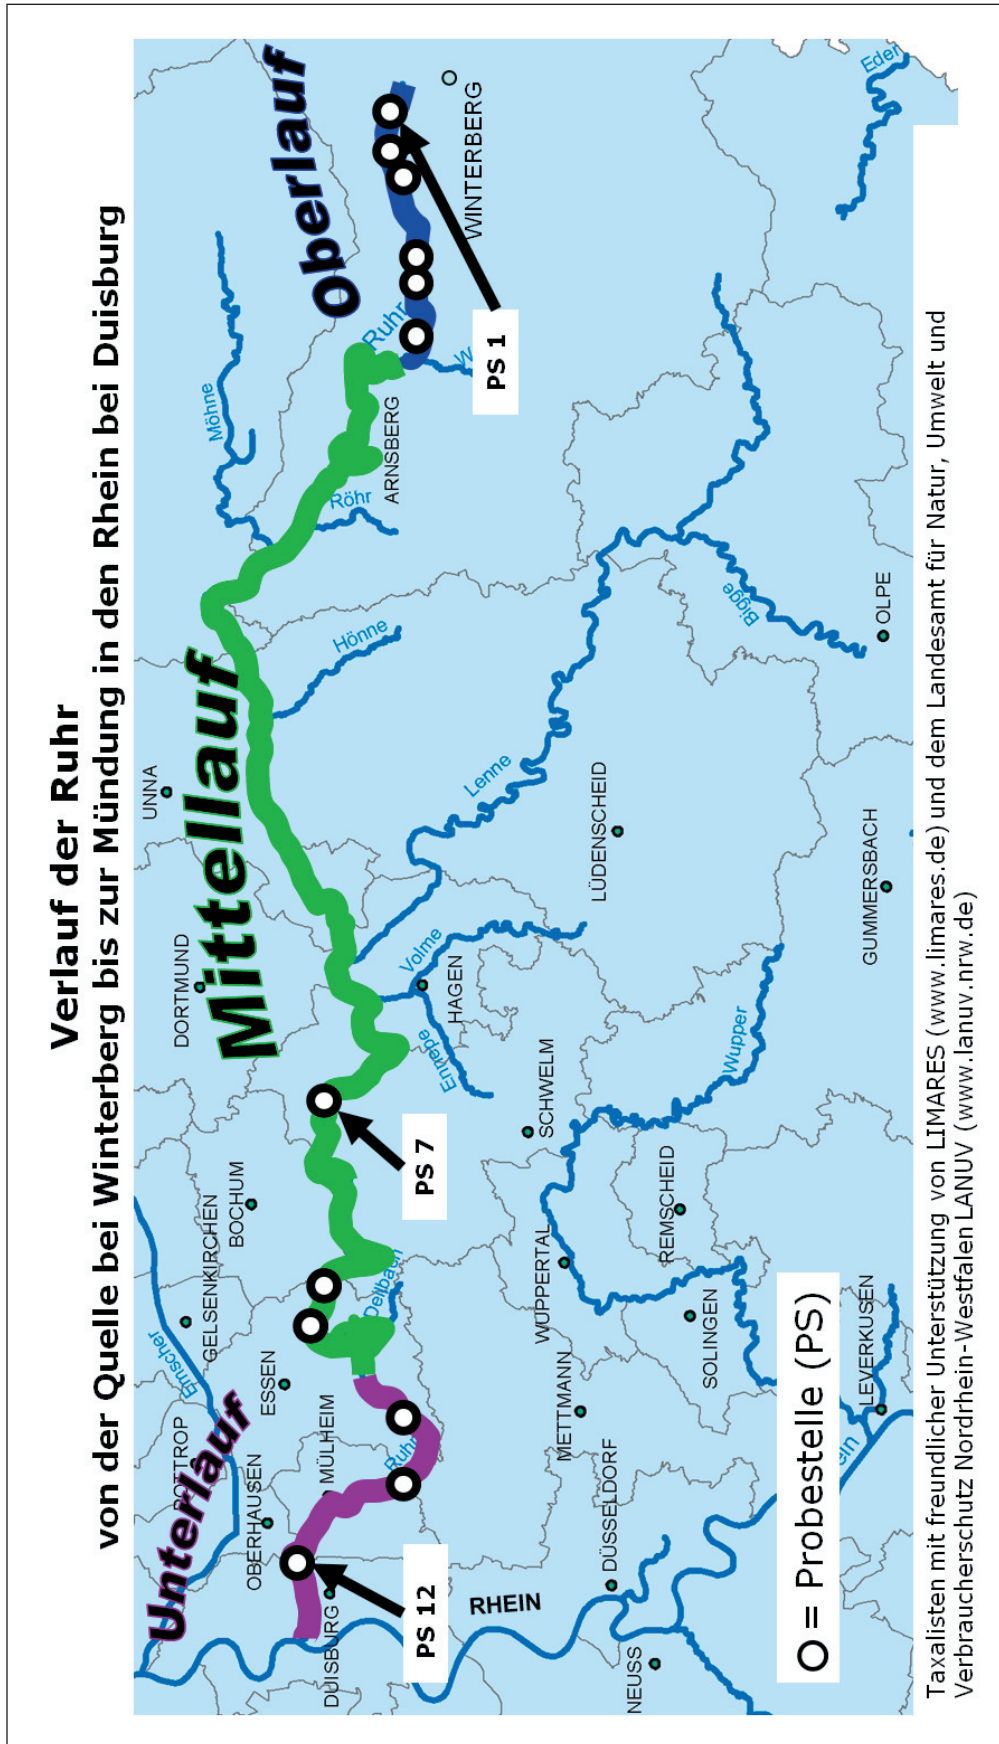 Verlauf der Ruhr
von der Quelle bei Winterberg bis zur Mündung in den Rhein bei Duisburg
Unterlauf
Mittellauf
Oberlauf
BOTTROP
Emscher
GELSENKIRCHEN
OBERHAUSEN
ESSEN
BOCHUM
DORTMUND
UNNA
Möhne
DUISBURG
MÜLHEIM
Ruhr
Deilbach
Hönne
Röhr
ARNSBERG
Ruhr
WINTERBERG
PS 12
PS 7
PS 1
Volme
HAGEN
Ennepe
Lenne
RHEIN
SCHWELM
NEUSS
DÜSSELDORF
METTMANN
WUPPERTAL
REMSCHEID
Wupper
LÜDENSCHEID
Bigge
SOLINGEN
LEVERKUSEN
GUMMERSBACH
OLPE
Eder
= Probestelle (PS)
Taxalisten mit freundlicher Unterstützung von LIMARES (www.limares.de) und dem Landesamt für Natur, Umwelt und
Verbraucherschutz Nordrhein-Westfalen LANUV (www.lanuv.nrw.de)